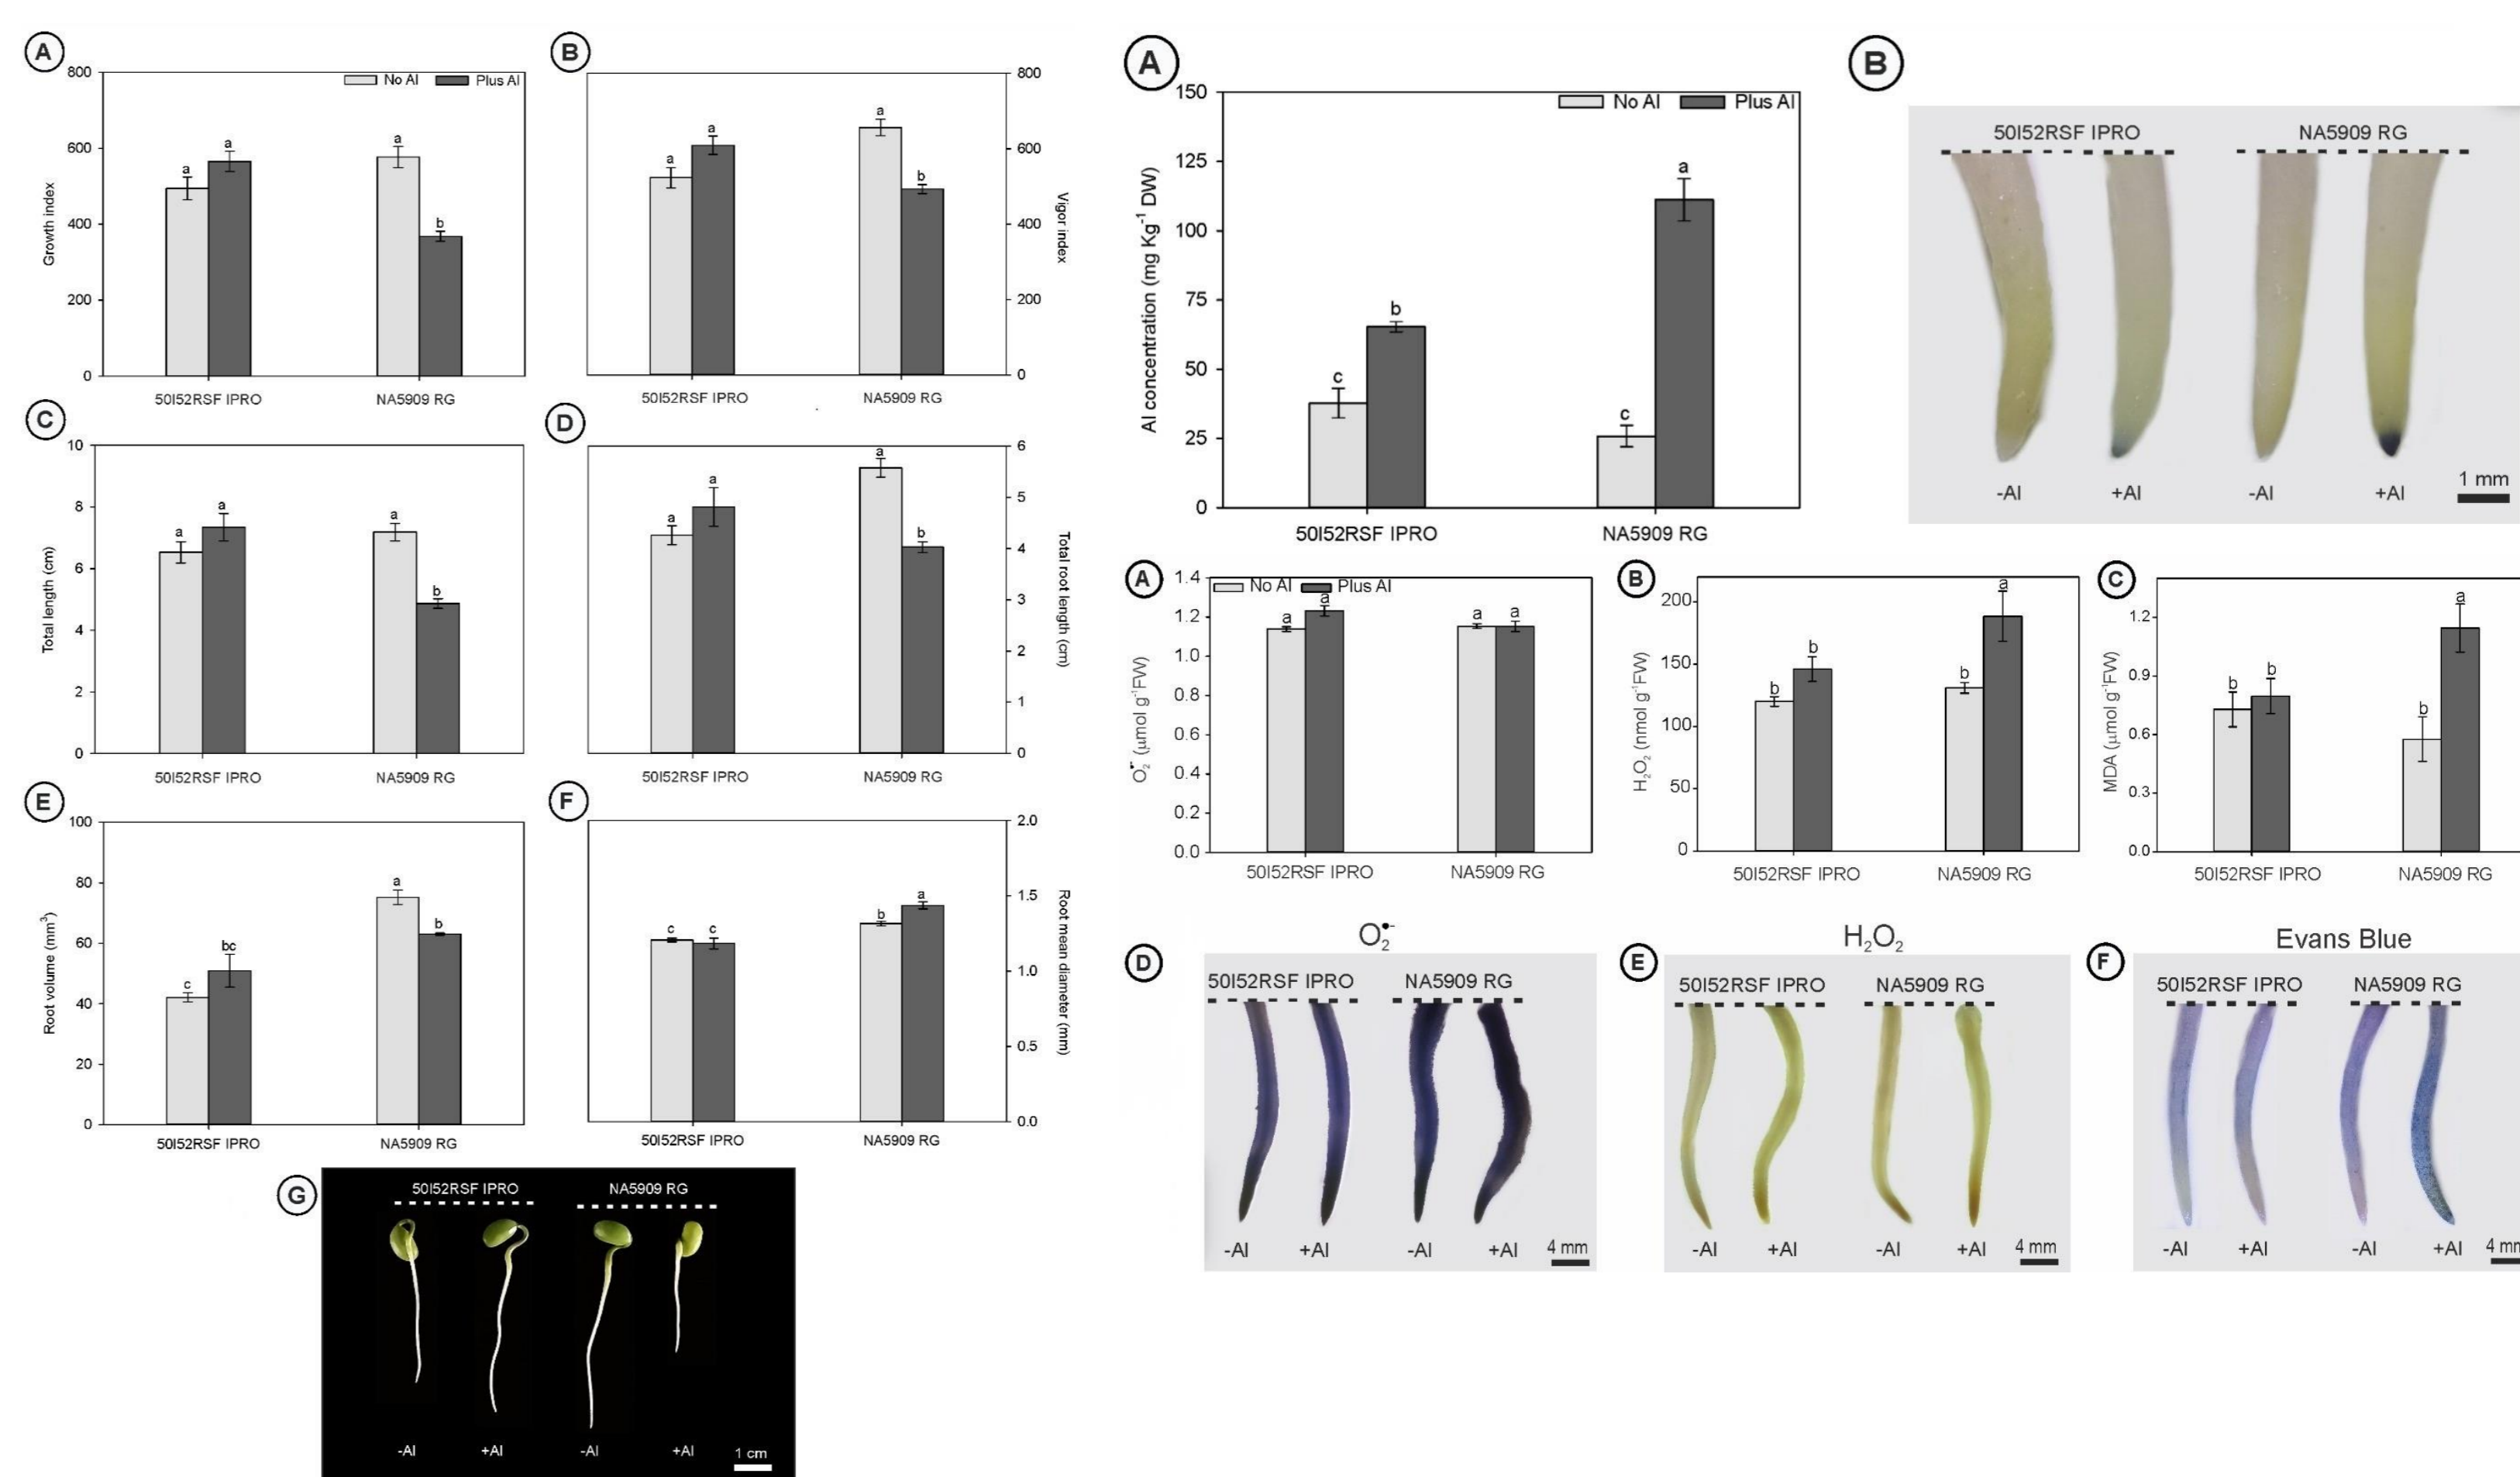 A
800
600
400
200
0
Growth index
No Al
Plus Al
a
a
a
b
50I52RSF IPRO
NA5909 RG
B
800
600
400
200
0
Vigor index
a
a
a
b
50I52RSF IPRO
NA5909 RG
C
10
8
6
4
2
0
Total length (cm)
a
a
a
b
50I52RSF IPRO
NA5909 RG
D
6
5
4
3
2
1
0
Total root length (cm)
a
a
a
b
50I52RSF IPRO
NA5909 RG
E
100
80
60
40
20
0
Root volume (mm³)
c
bc
a
b
50I52RSF IPRO
NA5909 RG
F
2.0
1.5
1.0
0.5
0.0
Root mean diameter (mm)
c
c
b
a
50I52RSF IPRO
NA5909 RG
G
50I52RSF IPRO
NA5909 RG
-Al
+Al
-Al
+Al
1 cm
A
150
125
100
75
50
25
0
Al concentration (mg Kg⁻¹ DW)
No Al
Plus Al
c
b
c
a
50I52RSF IPRO
NA5909 RG
B
50I52RSF IPRO
NA5909 RG
-Al
+Al
-Al
+Al
1 mm
A
1.4
1.2
1.0
0.8
0.6
0.4
0.2
0.0
O₂•⁻ (µmol g⁻¹FW)
No Al
Plus Al
a
a
a
a
50I52RSF IPRO
NA5909 RG
B
200
150
100
50
0
H₂O₂ (nmol g⁻¹FW)
b
b
b
a
50I52RSF IPRO
NA5909 RG
C
1.2
0.9
0.6
0.3
0.0
MDA (µmol g⁻¹FW)
b
b
b
a
50I52RSF IPRO
NA5909 RG
D
O₂•⁻
50I52RSF IPRO
NA5909 RG
-Al
+Al
-Al
+Al
4 mm
E
H₂O₂
50I52RSF IPRO
NA5909 RG
-Al
+Al
-Al
+Al
4 mm
F
Evans Blue
50I52RSF IPRO
NA5909 RG
-Al
+Al
-Al
+Al
4 mm